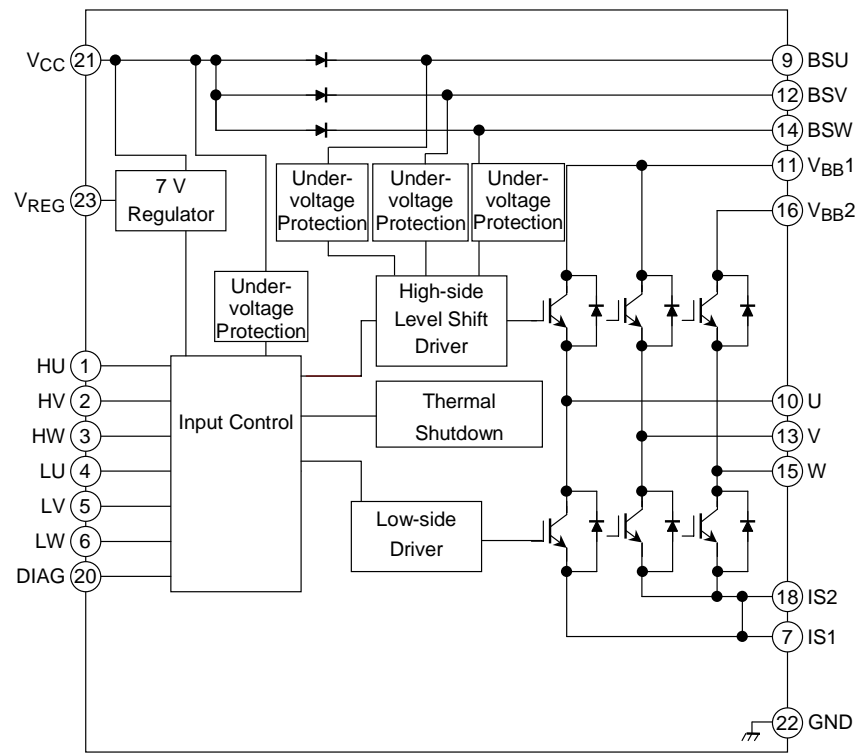 VCC 21
9 BSU
12 BSV
14 BSW
11 VBB1
16 VBB2
VREG 23
7 V
Regulator
Under-
voltage
Protection
Under-
voltage
Protection
Under-
voltage
Protection
Under-
voltage
Protection
High-side
Level Shift
Driver
HU 1
HV 2
HW 3
LU 4
LV 5
LW 6
DIAG 20
Input Control
Thermal
Shutdown
Low-side
Driver
10 U
13 V
15 W
18 IS2
7 IS1
22 GND